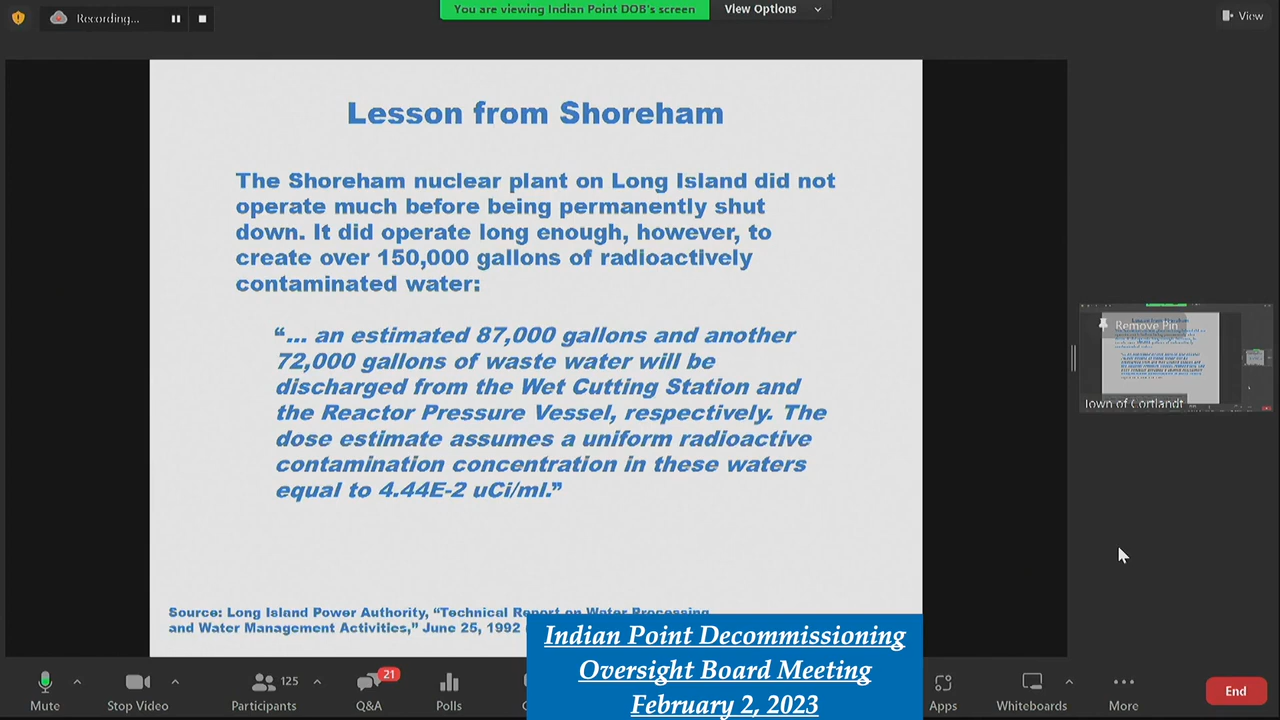 Recording...
You are viewing Indian Point DOB's screen
View Options
View
Lesson from Shoreham
The Shoreham nuclear plant on Long Island did not
operate much before being permanently shut
down. It did operate long enough, however, to
create over 150,000 gallons of radioactively
contaminated water:
“... an estimated 87,000 gallons and another
72,000 gallons of waste water will be
discharged from the Wet Cutting Station and
the Reactor Pressure Vessel, respectively. The
dose estimate assumes a uniform radioactive
contamination concentration in these waters
equal to 4.44E-2 uCi/ml.”
Remove Pin
Town of Cortlandt
Source: Long Island Power Authority, “Technical Report on Water Processing
and Water Management Activities,” June 25, 1992
Indian Point Decommissioning
Oversight Board Meeting
February 2, 2023
Mute
Stop Video
125
Participants
21
Q&A
Polls
Apps
Whiteboards
More
End